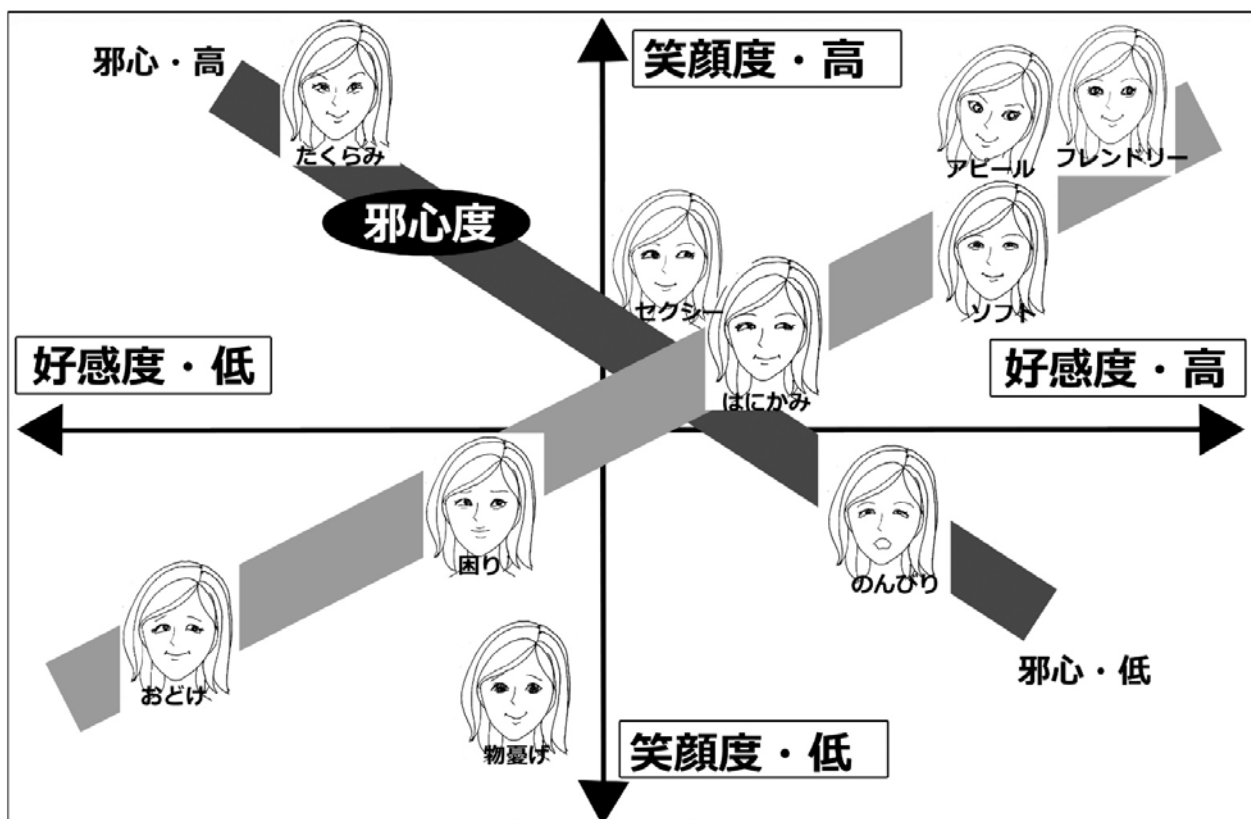 邪心・高
笑顔度・高
たくらみ
アピール
フレンドリー
邪心度
セクシー
ソフト
好感度・低
好感度・高
はにかみ
困り
のんびり
おどけ
邪心・低
物憂げ
笑顔度・低